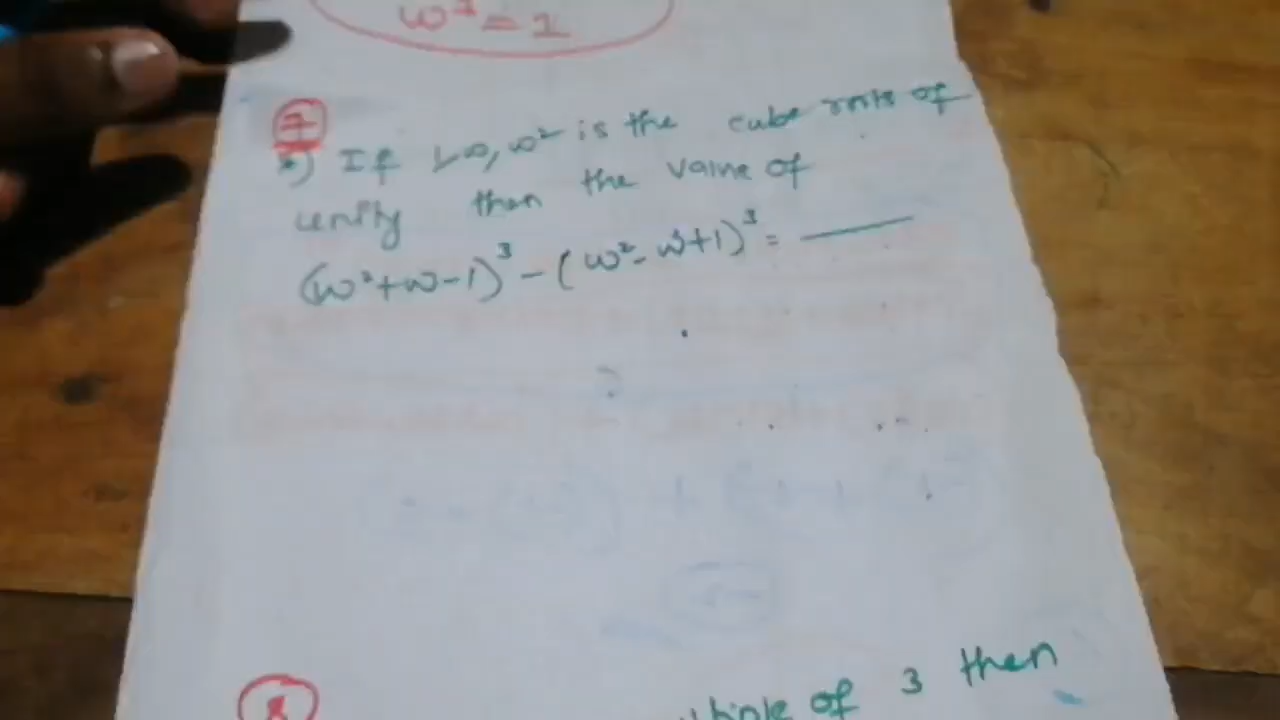 ω³ = 1
7
*) If 1, ω, ω² is the cube roots of
unity then the value of
(ω²+ω-1)³ - (ω² - ω+1)³ = ____
8
of 3 then